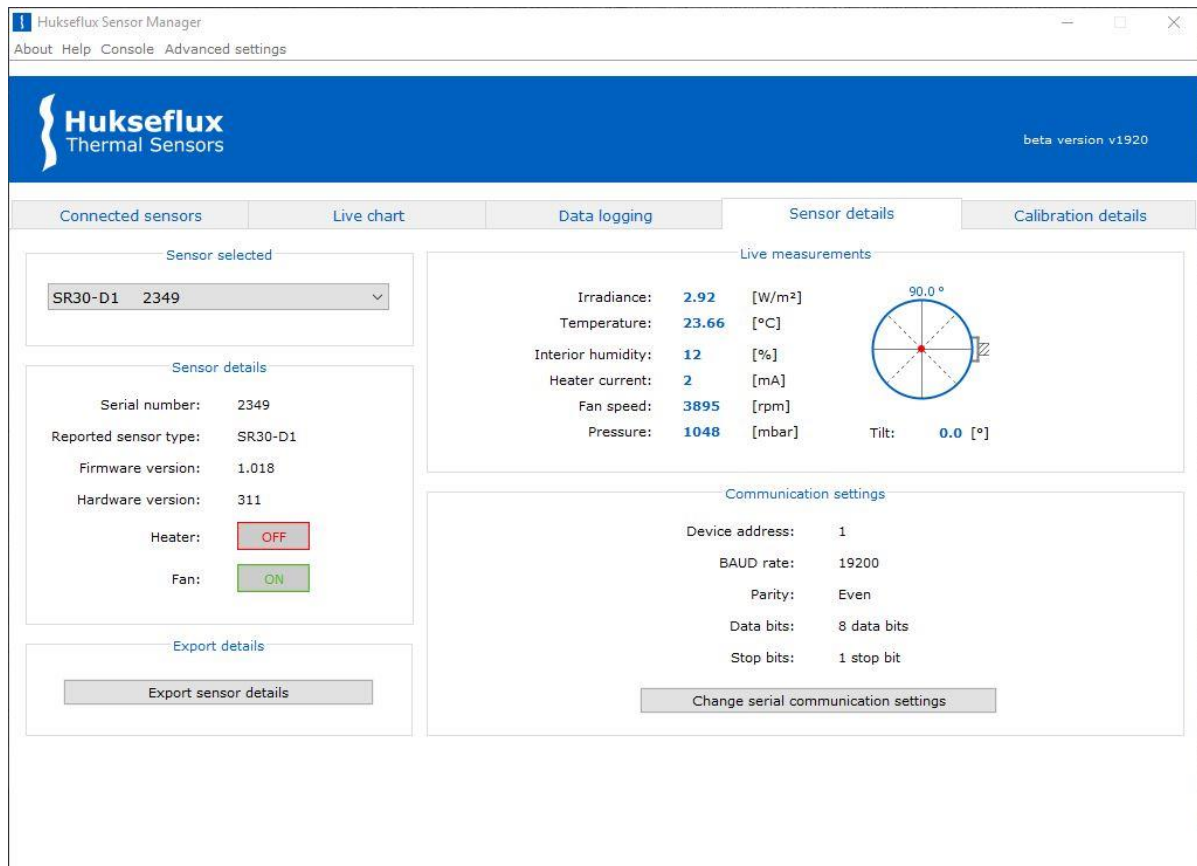 Hukseflux Sensor Manager
About Help Console Advanced settings
Hukseflux
Thermal Sensors
beta version v1920
Connected sensors
Live chart
Data logging
Sensor details
Calibration details
Sensor selected
SR30-D1 2349
Sensor details
Serial number: 2349
Reported sensor type: SR30-D1
Firmware version: 1.018
Hardware version: 311
Heater: OFF
Fan: ON
Export details
Export sensor details
Live measurements
Irradiance: 2.92 [W/m²]
Temperature: 23.66 [°C]
Interior humidity: 12 [%]
Heater current: 2 [mA]
Fan speed: 3895 [rpm]
Pressure: 1048 [mbar]
90.0 °
Tilt: 0.0 [°]
Communication settings
Device address: 1
BAUD rate: 19200
Parity: Even
Data bits: 8 data bits
Stop bits: 1 stop bit
Change serial communication settings